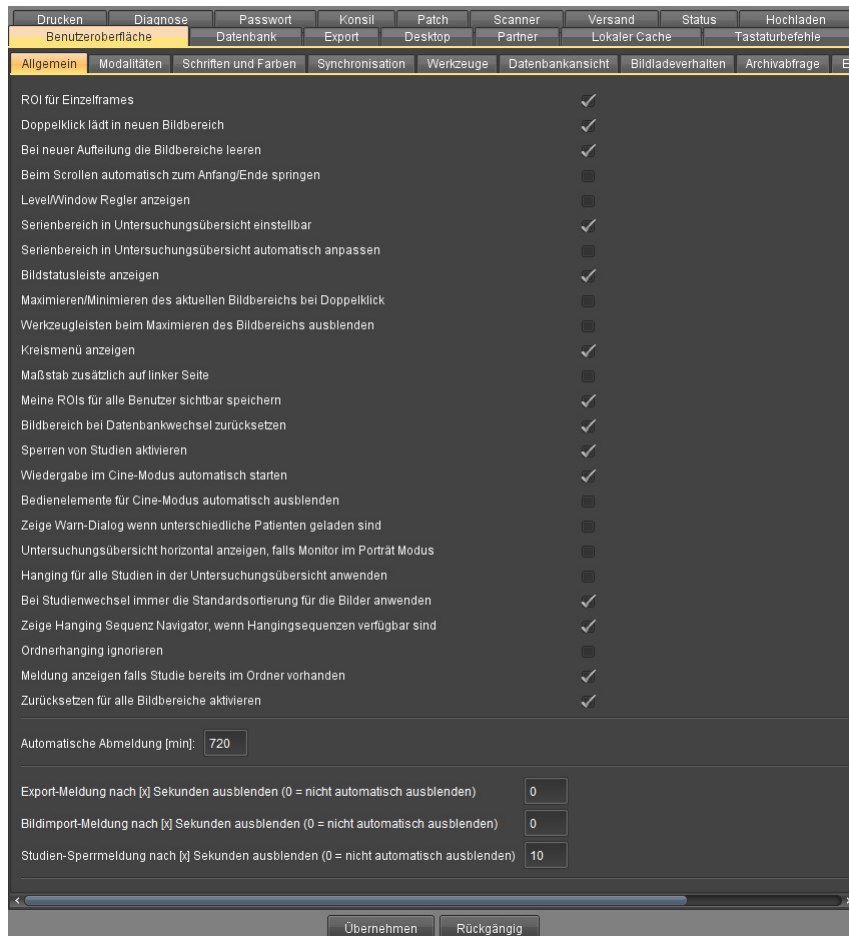 Drucken Diagnose Passwort Konsil Patch Scanner Versand Status Hochladen
Benutzeroberfläche Datenbank Export Desktop Partner Lokaler Cache Tastaturbefehle
Allgemein Modalitäten Schriften und Farben Synchronisation Werkzeuge Datenbankansicht Bildladeverhalten Archivabfrage E
ROI für Einzelframes
Doppelklick lädt in neuen Bildbereich
Bei neuer Aufteilung die Bildbereiche leeren
Beim Scrollen automatisch zum Anfang/Ende springen
Level/Window Regler anzeigen
Serienbereich in Untersuchungsübersicht einstellbar
Serienbereich in Untersuchungsübersicht automatisch anpassen
Bildstatusleiste anzeigen
Maximieren/Minimieren des aktuellen Bildbereichs bei Doppelklick
Werkzeugleisten beim Maximieren des Bildbereichs ausblenden
Kreismenü anzeigen
Maßstab zusätzlich auf linker Seite
Meine ROIs für alle Benutzer sichtbar speichern
Bildbereich bei Datenbankwechsel zurücksetzen
Sperren von Studien aktivieren
Wiedergabe im Cine-Modus automatisch starten
Bedienelemente für Cine-Modus automatisch ausblenden
Zeige Warn-Dialog wenn unterschiedliche Patienten geladen sind
Untersuchungsübersicht horizontal anzeigen, falls Monitor im Porträt Modus
Hanging für alle Studien in der Untersuchungsübersicht anwenden
Bei Studienwechsel immer die Standardsortierung für die Bilder anwenden
Zeige Hanging Sequenz Navigator, wenn Hangingsequenzen verfügbar sind
Ordnerhanging ignorieren
Meldung anzeigen falls Studie bereits im Ordner vorhanden
Zurücksetzen für alle Bildbereiche aktivieren
Automatische Abmeldung [min]: 720
Export-Meldung nach [x] Sekunden ausblenden (0 = nicht automatisch ausblenden) 0
Bildimport-Meldung nach [x] Sekunden ausblenden (0 = nicht automatisch ausblenden) 0
Studien-Sperrmeldung nach [x] Sekunden ausblenden (0 = nicht automatisch ausblenden) 10
Übernehmen Rückgängig